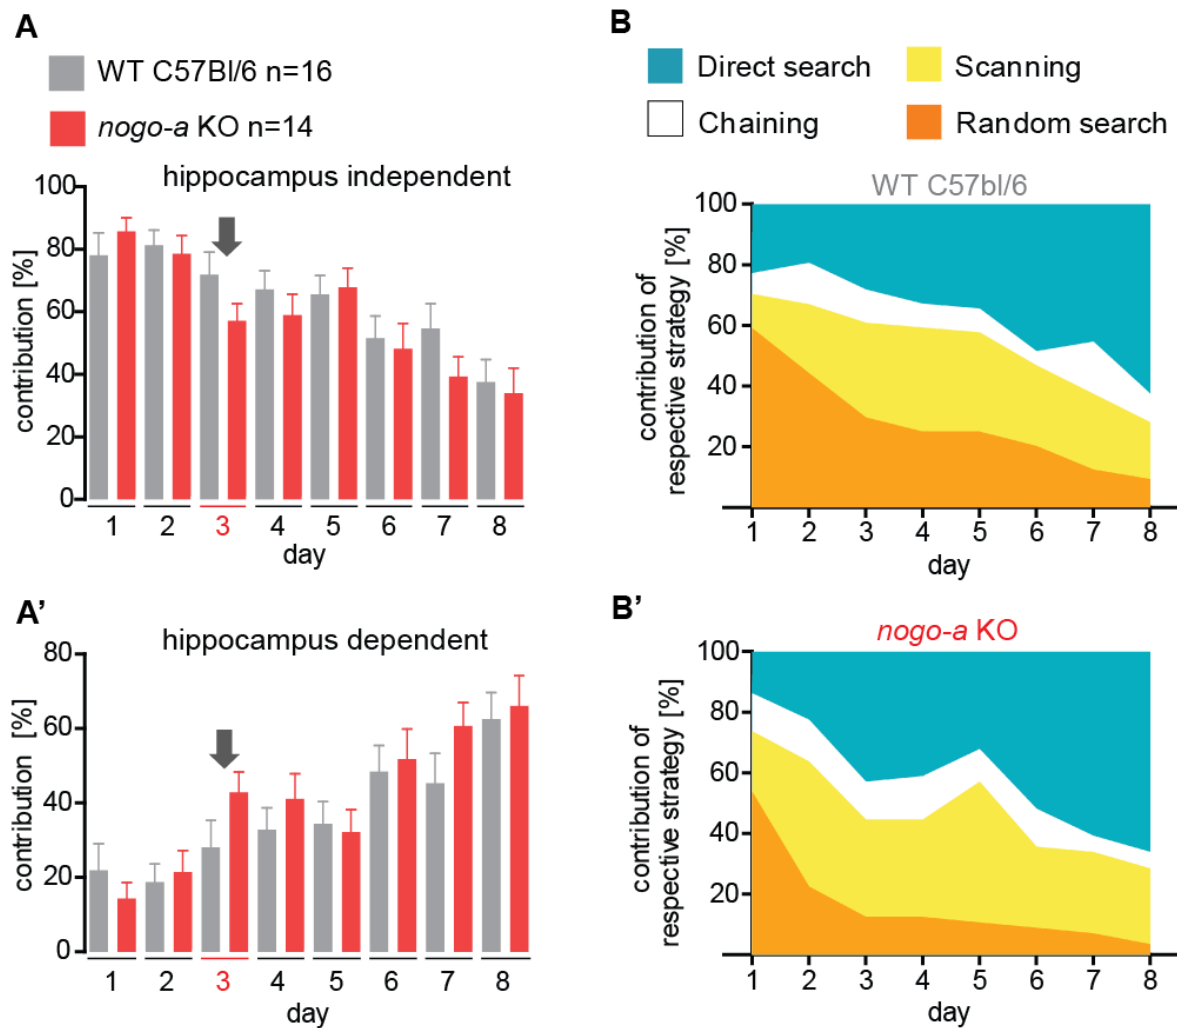 A
WT C57Bl/6 n=16
nogo-a KO n=14
hippocampus independent
contribution [%]
100
80
60
40
20
0
1 2 3 4 5 6 7 8
day
A'
hippocampus dependent
contribution [%]
80
60
40
20
0
1 2 3 4 5 6 7 8
day
B
Direct search
Scanning
Chaining
Random search
WT C57bl/6
contribution of
respective strategy [%]
100
80
60
40
20
1 2 3 4 5 6 7 8
day
B'
nogo-a KO
contribution of
respective strategy [%]
100
80
60
40
20
1 2 3 4 5 6 7 8
day